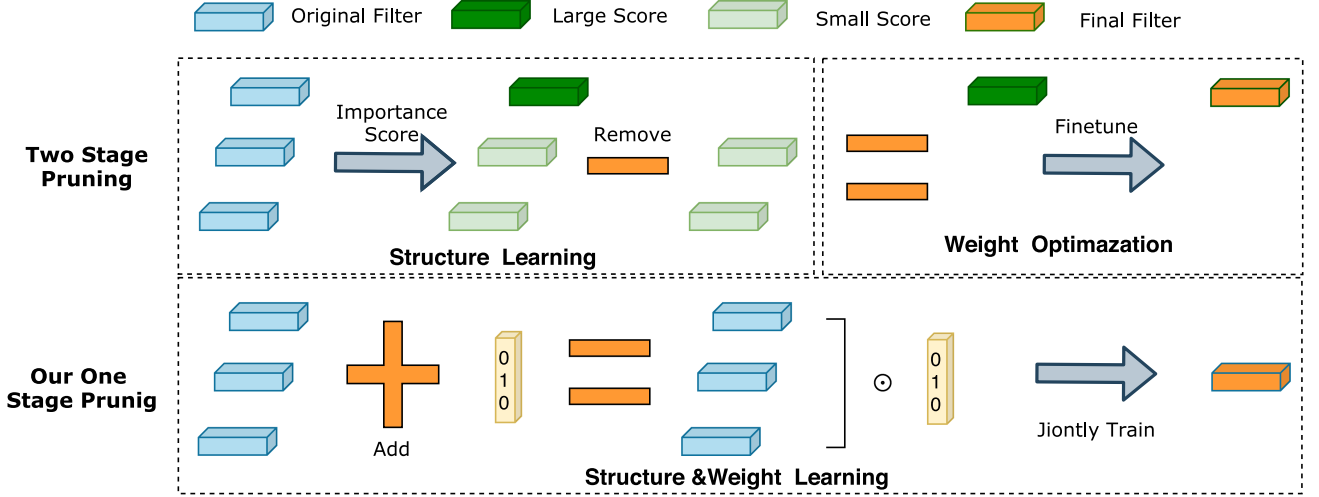 Original Filter
Large Score
Small Score
Final Filter
Two Stage
Pruning
Importance
Score
Remove
Structure Learning
Finetune
Weight Optimazation
Our One
Stage Prunig
Add
0
1
0
0
1
0
Jiontly Train
Structure &Weight Learning